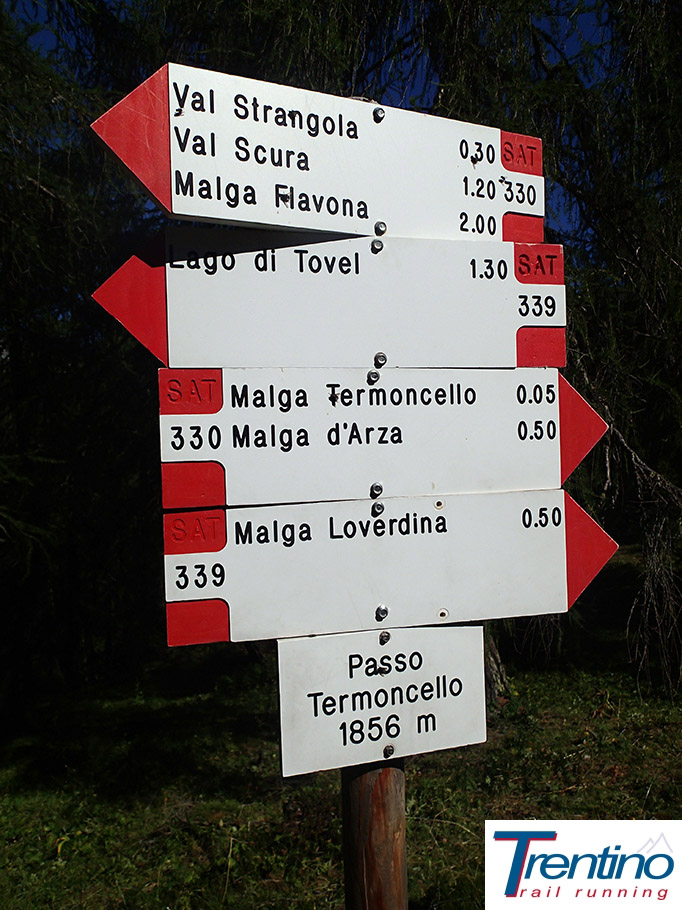 Val Strangola 0.30 SAT
Val Scura 1.20 330
Malga Flavona 2.00
Lago di Tovel 1.30 SAT
339
SAT Malga Termoncello 0.05
330 Malga d'Arza 0.50
SAT Malga Loverdina 0.50
339
Passo
Termoncello
1856 m
Trentino
rail running